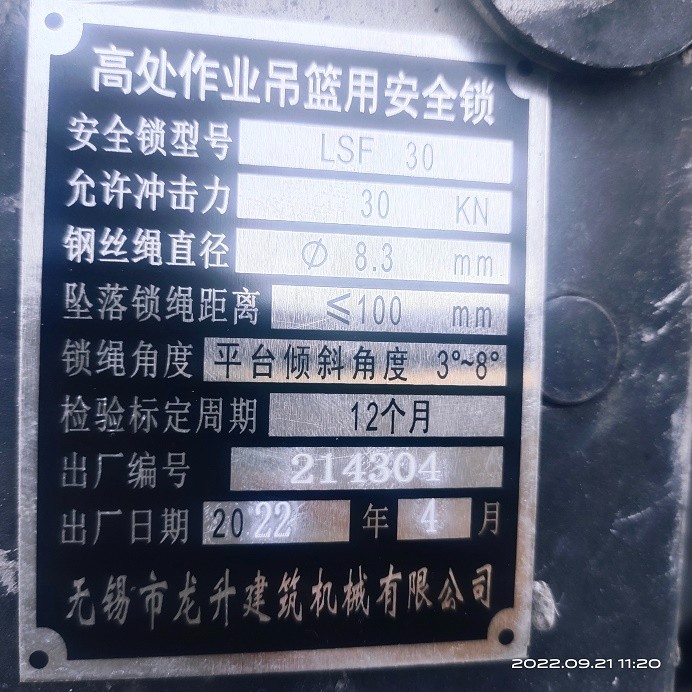 高处作业吊篮用安全锁
安全锁型号 LSF 30
允许冲击力 30 KN
钢丝绳直径 ∅ 8.3 mm
坠落锁绳距离 ≤100 mm
锁绳角度 平台倾斜角度 3°~8°
检验标定周期 12个月
出厂编号 214304
出厂日期 2022 年 4 月
无锡市龙升建筑机械有限公司
2022.09.21 11:20